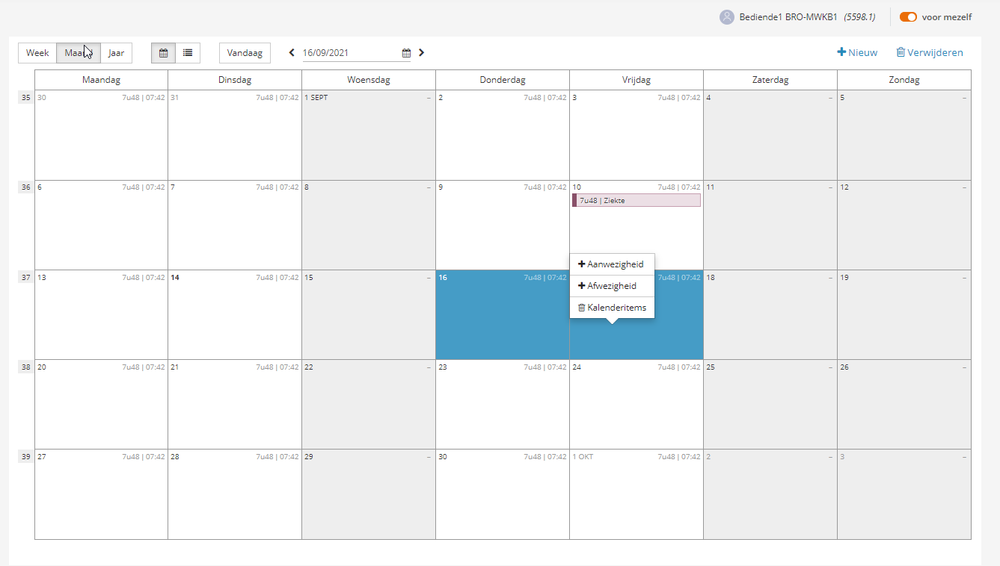 Bediende1 BRO-MWKB1 (5598.1) voor mezelf
Week Maand Jaar Vandaag 16/09/2021 Nieuw Verwijderen
Maandag Dinsdag Woensdag Donderdag Vrijdag Zaterdag Zondag
35 30 7u48 | 07:42 31 7u48 | 07:42 1 SEPT – 2 7u48 | 07:42 3 7u48 | 07:42 4 – 5 –
36 6 7u48 | 07:42 7 7u48 | 07:42 8 – 9 7u48 | 07:42 10 7u48 | 07:42 11 – 12 –
7u48 | Ziekte
Aanwezigheid
37 13 7u48 | 07:42 14 7u48 | 07:42 15 – 16 7u48 | 07:42 7u48 | 07:42 18 – 19 –
Afwezigheid
Kalenderitems
38 20 7u48 | 07:42 21 7u48 | 07:42 22 – 23 7u48 | 07:42 24 7u48 | 07:42 25 – 26 –
39 27 7u48 | 07:42 28 7u48 | 07:42 29 – 30 7u48 | 07:42 1 OKT 7u48 | 07:42 2 – 3 –